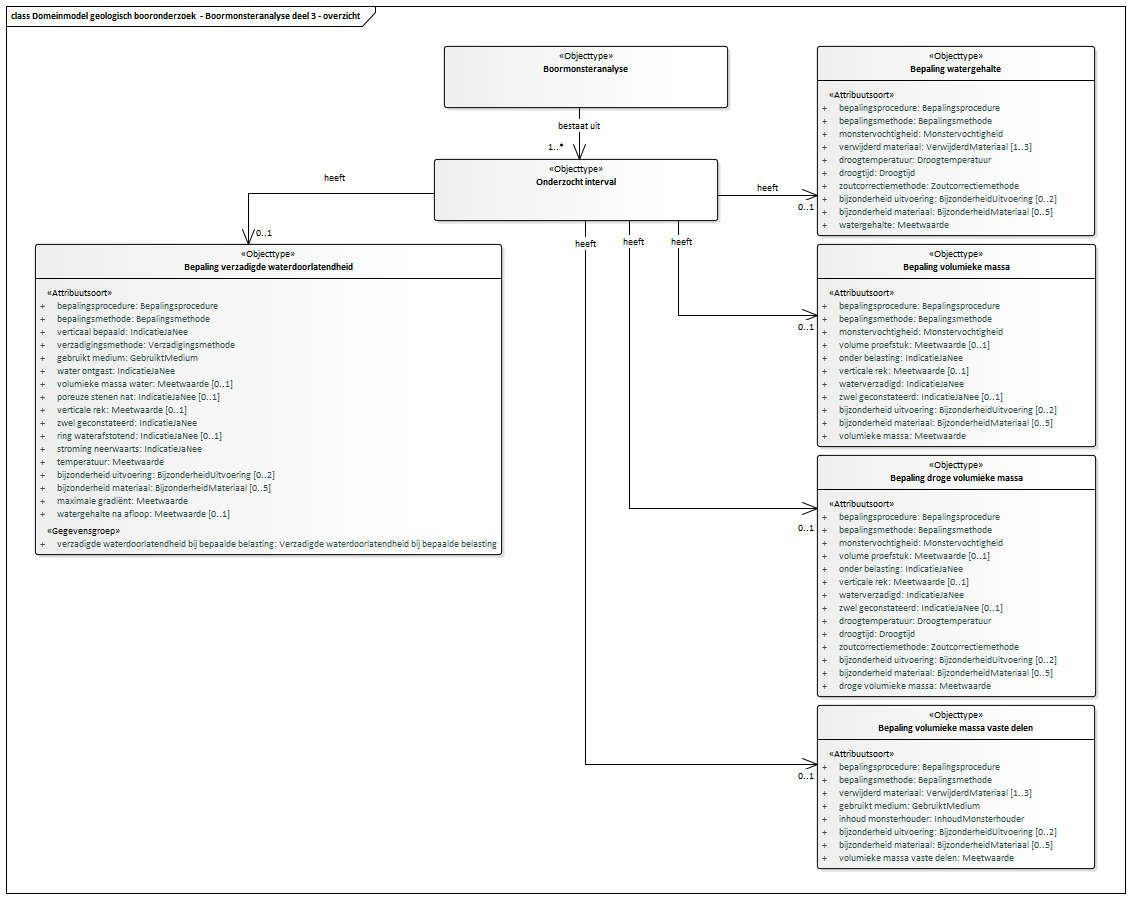 class Domeinmodel geologisch booronderzoek - Boormonsteranalyse deel 3 - overzicht
«Objecttype»
Boormonsteranalyse
bestaat uit
1..*
«Objecttype»
Onderzocht interval
heeft
0..1
heeft
0..1
heeft
heeft
heeft
0..1
0..1
0..1
«Objecttype»
Bepaling verzadigde waterdoorlatendheid
«Attribuutsoort»
+ bepalingsprocedure: Bepalingsprocedure
+ bepalingsmethode: Bepalingsmethode
+ verticaal bepaald: IndicatieJaNee
+ verzadigingsmethode: Verzadigingsmethode
+ gebruikt medium: GebruiktMedium
+ water ontgast: IndicatieJaNee
+ volumieke massa water: Meetwaarde [0..1]
+ poreuze stenen nat: IndicatieJaNee [0..1]
+ verticale rek: Meetwaarde [0..1]
+ zwel geconstateerd: IndicatieJaNee
+ ring waterafstotend: IndicatieJaNee [0..1]
+ stroming neerwaarts: IndicatieJaNee
+ temperatuur: Meetwaarde
+ bijzonderheid uitvoering: BijzonderheidUitvoering [0..2]
+ bijzonderheid materiaal: BijzonderheidMateriaal [0..5]
+ maximale gradiënt: Meetwaarde
+ watergehalte na afloop: Meetwaarde [0..1]
«Gegevensgroep»
+ verzadigde waterdoorlatendheid bij bepaalde belasting: Verzadigde waterdoorlatendheid bij bepaalde belasting
«Objecttype»
Bepaling watergehalte
«Attribuutsoort»
+ bepalingsprocedure: Bepalingsprocedure
+ bepalingsmethode: Bepalingsmethode
+ monstervochtigheid: Monstervochtigheid
+ verwijderd materiaal: VerwijderdMateriaal [1..3]
+ droogtemperatuur: Droogtemperatuur
+ droogtijd: Droogtijd
+ zoutcorrectiemethode: Zoutcorrectiemethode
+ bijzonderheid uitvoering: BijzonderheidUitvoering [0..2]
+ bijzonderheid materiaal: BijzonderheidMateriaal [0..5]
+ watergehalte: Meetwaarde
«Objecttype»
Bepaling volumieke massa
«Attribuutsoort»
+ bepalingsprocedure: Bepalingsprocedure
+ bepalingsmethode: Bepalingsmethode
+ monstervochtigheid: Monstervochtigheid
+ volume proefstuk: Meetwaarde [0..1]
+ onder belasting: IndicatieJaNee
+ verticale rek: Meetwaarde [0..1]
+ waterverzadigd: IndicatieJaNee
+ zwel geconstateerd: IndicatieJaNee [0..1]
+ bijzonderheid uitvoering: BijzonderheidUitvoering [0..2]
+ bijzonderheid materiaal: BijzonderheidMateriaal [0..5]
+ volumieke massa: Meetwaarde
«Objecttype»
Bepaling droge volumieke massa
«Attribuutsoort»
+ bepalingsprocedure: Bepalingsprocedure
+ bepalingsmethode: Bepalingsmethode
+ monstervochtigheid: Monstervochtigheid
+ volume proefstuk: Meetwaarde [0..1]
+ onder belasting: IndicatieJaNee
+ verticale rek: Meetwaarde [0..1]
+ waterverzadigd: IndicatieJaNee
+ zwel geconstateerd: IndicatieJaNee [0..1]
+ droogtemperatuur: Droogtemperatuur
+ droogtijd: Droogtijd
+ zoutcorrectiemethode: Zoutcorrectiemethode
+ bijzonderheid uitvoering: BijzonderheidUitvoering [0..2]
+ bijzonderheid materiaal: BijzonderheidMateriaal [0..5]
+ droge volumieke massa: Meetwaarde
«Objecttype»
Bepaling volumieke massa vaste delen
«Attribuutsoort»
+ bepalingsprocedure: Bepalingsprocedure
+ bepalingsmethode: Bepalingsmethode
+ verwijderd materiaal: VerwijderdMateriaal [1..3]
+ gebruikt medium: GebruiktMedium
+ inhoud monsterhouder: InhoudMonsterhouder
+ bijzonderheid uitvoering: BijzonderheidUitvoering [0..2]
+ bijzonderheid materiaal: BijzonderheidMateriaal [0..5]
+ volumieke massa vaste delen: Meetwaarde